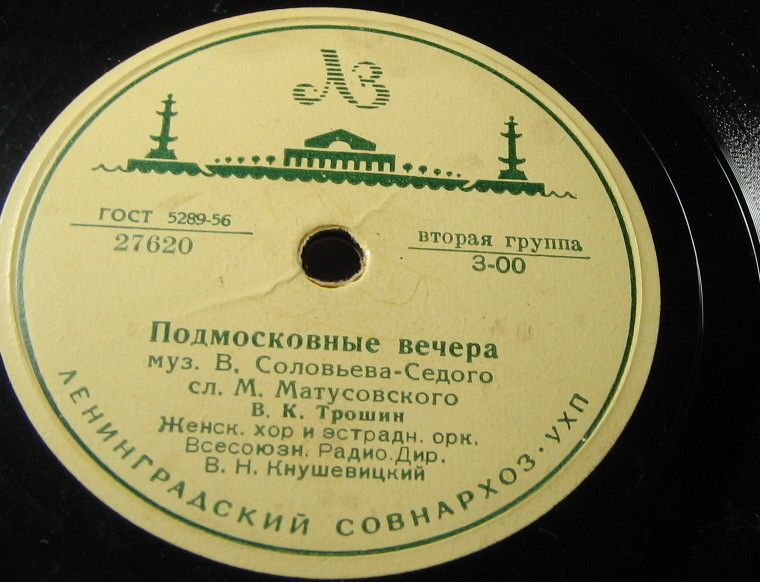 ЛЗ
ГОСТ 5289-56
27620
вторая группа
3-00
Подмосковные вечера
муз. В. Соловьева-Седого
сл. М. Матусовского
В. К. Трошин
Женск. хор и эстрадн. орк.
Всесоюзн. Радио. Дир.
В. Н. Кнушевицкий
ЛЕНИНГРАДСКИЙ СОВНАРХОЗ · УХП